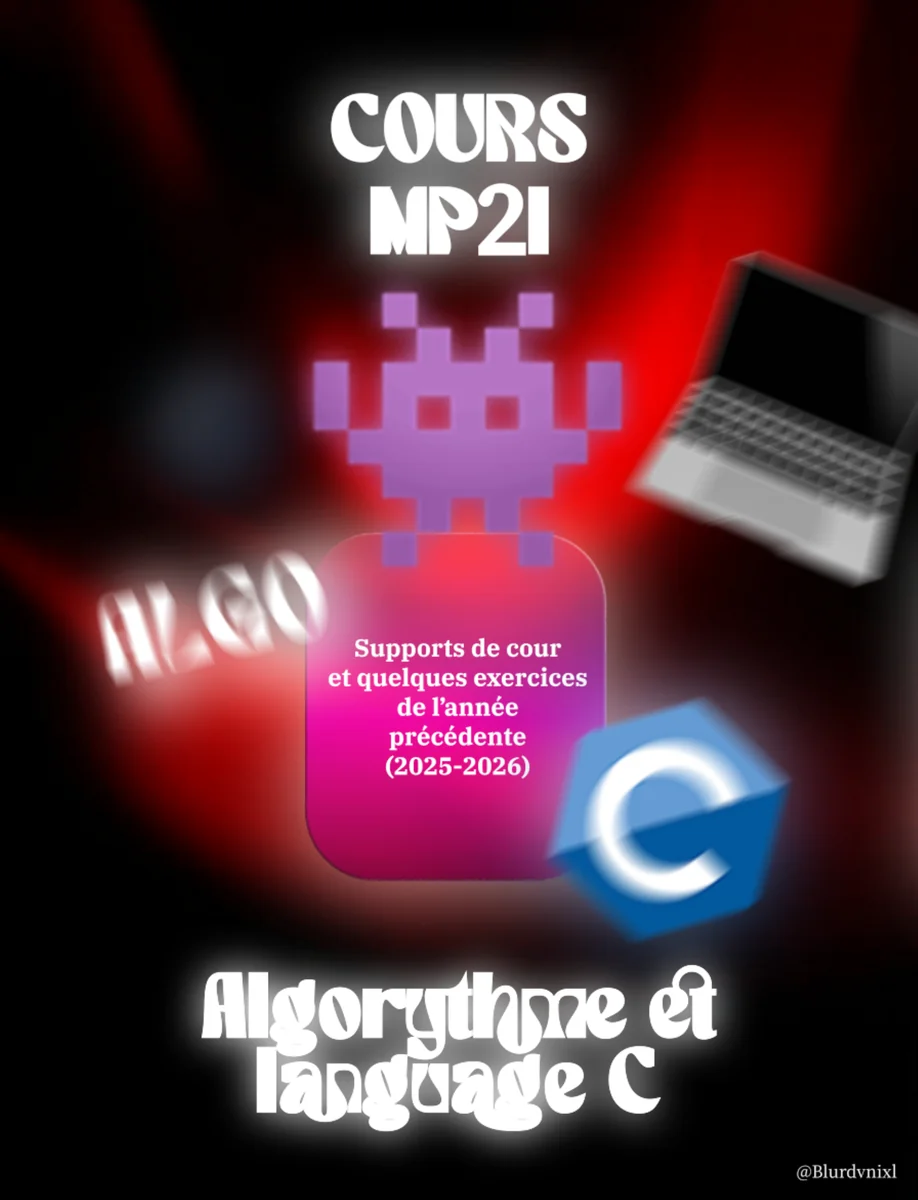 COURS
MP2I
ALGO
Supports de cour
et quelques exercices
de l'année
précédente
(2025-2026)
C
Algorythme et
language C
@Blurdvnixl